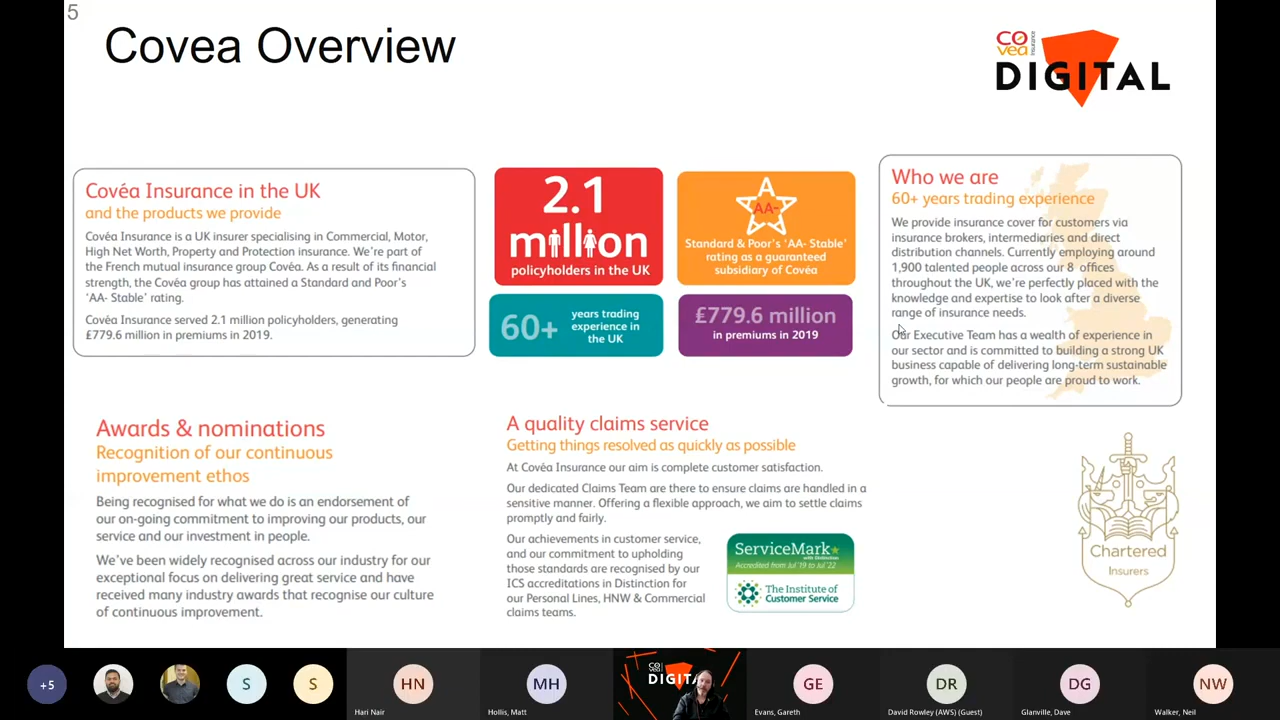 5
Covea Overview
covea insurance
DIGITAL
Covéa Insurance in the UK
and the products we provide
Covéa Insurance is a UK insurer specialising in Commercial, Motor,
High Net Worth, Property and Protection insurance. We're part of
the French mutual insurance group Covéa. As a result of its financial
strength, the Covéa group has attained a Standard and Poor's
'AA- Stable' rating.
Covéa Insurance served 2.1 million policyholders, generating
£779.6 million in premiums in 2019.
2.1
million
policyholders in the UK
AA-
Standard & Poor's 'AA- Stable'
rating as a guaranteed
subsidiary of Covéa
60+
years trading
experience in
the UK
£779.6 million
in premiums in 2019
Who we are
60+ years trading experience
We provide insurance cover for customers via
insurance brokers, intermediaries and direct
distribution channels. Currently employing around
1,900 talented people across our 8 offices
throughout the UK, we're perfectly placed with the
knowledge and expertise to look after a diverse
range of insurance needs.
Our Executive Team has a wealth of experience in
our sector and is committed to building a strong UK
business capable of delivering long-term sustainable
growth, for which our people are proud to work.
Awards & nominations
Recognition of our continuous
improvement ethos
Being recognised for what we do is an endorsement of
our on-going commitment to improving our products, our
service and our investment in people.
We've been widely recognised across our industry for our
exceptional focus on delivering great service and have
received many industry awards that recognise our culture
of continuous improvement.
A quality claims service
Getting things resolved as quickly as possible
At Covéa Insurance our aim is complete customer satisfaction.
Our dedicated Claims Team are there to ensure claims are handled in a
sensitive manner. Offering a flexible approach, we aim to settle claims
promptly and fairly.
Our achievements in customer service,
and our commitment to upholding
those standards are recognised by our
ICS accreditations in Distinction for
our Personal Lines, HNW & Commercial
claims teams.
ServiceMark
with Distinction
Accredited from Jul'19 to Jul'22
The Institute of
Customer Service
Chartered
Insurers
+5
S
S
HN
Hari Nair
MH
Hollis, Matt
covea
DIGITA
GE
Evans, Gareth
DR
David Rowley (AWS) (Guest)
DG
Glanville, Dave
NW
Walker, Neil